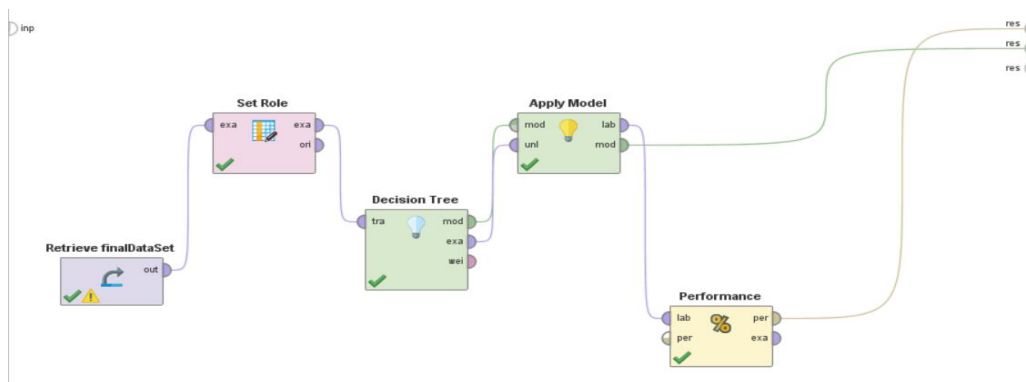 inp
res
res
res
Set Role
exa exa
ori
Apply Model
mod lab
unl mod
Decision Tree
tra mod
exa
wei
Retrieve finalDataSet
out
Performance
lab % per
per exa